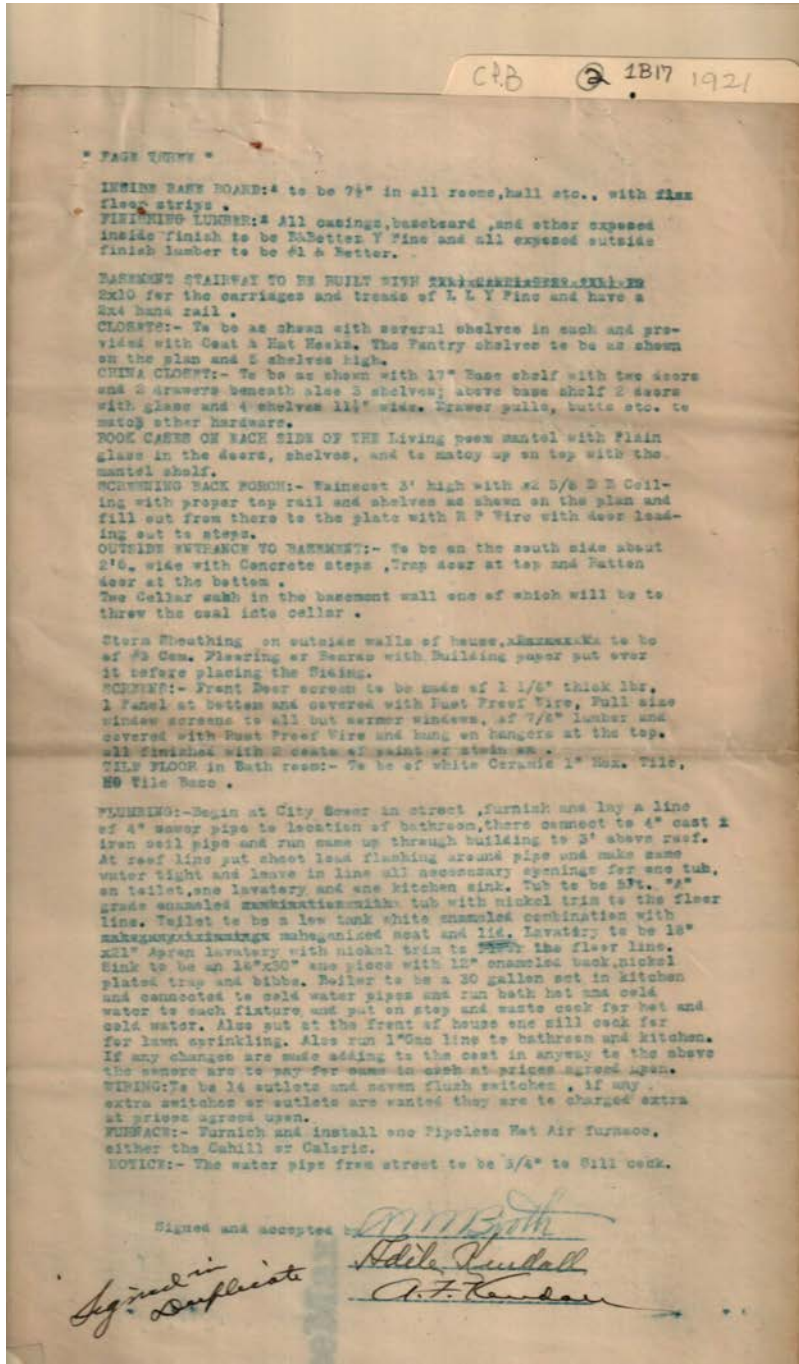 C.P.B 2 1B17 1921
" PAGE THREE "
INSIDE BASE BOARD:& to be 7½" in all rooms,hall etc., with
floor strips .
FINISHING LUMBER:& All casings,baseboard ,and other exposed
inside finish to be B&Better Y Pine and all exposed outside
finish lumber to be #1 & Better.
BASEMENT STAIRWAY TO BE BUILT WITH
2x10 for the carriages and treads of L L Y Pine and have a
2x4 hand rail .
CLOSETS:- To be as shown with several shelves in each and pro-
vided with Coat & Hat Hooks. The Pantry shelves to be as shown
on the plan and 5 shelves high.
CHINA CLOSET:- To be as shown with 17" Base shelf with two doors
and 2 drawers beneath also 3 shelves; above base shelf 2 doors
with glass and 4 shelves 11½" wide. Drawer pulls, butts etc. to
match other hardware.
BOOK CASES ON EACH SIDE OF THE Living poom mantel with Plain
glass in the doors, shelves, and to matoy up on top with the
mantel shelf.
SCREENING BACK PORCH:- Wainscot 3' high with 5/8 Ceil-
ing with proper top rail and shelves as shown on the plan and
fill out from there to the plate with R P Wire with door lead-
ing out to steps.
OUTSIDE ENTRANCE TO BASEMENT:- To be on the south side about
2'6. wide with Concrete steps ,Trap door at top and Batten
door at the bottom .
Two Cellar sash in the basement wall one of which will be to
throw the coal into cellar .
Storm Sheathing on outside walls of house, to be
of Com. Flooring or Boards with Building paper put over
it before placing the Siding.
SCREENS:- Front Door screen to be made of 1 1/8" thick lbr,
1 Panel at bottom and covered with Rust Proof Wire, Full size
window screens to all but dormer windows, of 7/8" lumber and
covered with Rust Proof Wire and hung on hangers at the top.
all finished with 2 coats of paint or
TILE FLOOR in Bath room:- To be of white Ceramic 1" Hex. Tile,
NO Tile Base .
PLUMBING:-Begin at City Sewer in street ,furnish and lay a line
of 4" sewer pipe to location of bathroom,there connect to 4" cast
iron soil pipe and run same up through building to 3' above roof.
At roof line put sheet lead flashing around pipe and make same
water tight and leave in line all necessary openings for one tub,
on toilet,one lavatory and one kitchen sink. Tub to be 5Ft. "A"
grade enameled tub with nickel trim to the floor
line. Toilet to be a low tank white enameled combination with
mahoganized seat and lid. Lavatory to be 18"
x21" Apron lavatory with nickel trim to the floor line.
Sink to be an 18"x30" one piece with 12" enameled back,nickel
plated trap and bibbs. Boiler to be a 30 gallon set in kitchen
and connected to cold water pipes and run both hot and cold
water to each fixture and put on stop and waste cock for hot and
cold water. Also put at the front of house one sill cock for
for lawn sprinkling. Also run 1"Gas line to bathroom and kitchen.
If any changes are made adding to the cost in anyway to the above
the owners are to pay for same in cash at prices agreed upon.
WIRING:To be 14 outlets and seven flush switches , if any
extra switches or outlets are wanted they are to charged extra
at prices agreed upon.
FURNACE:- Furnich and install one Pipeless Hot Air furnace,
either the Cahill or Caloric.
NOTICE:- The water pipe from street to be 3/4" to Sill cock.
Signed and accepted by
Adile Kendall
A. F. Kendall
Signed in
Duplicate